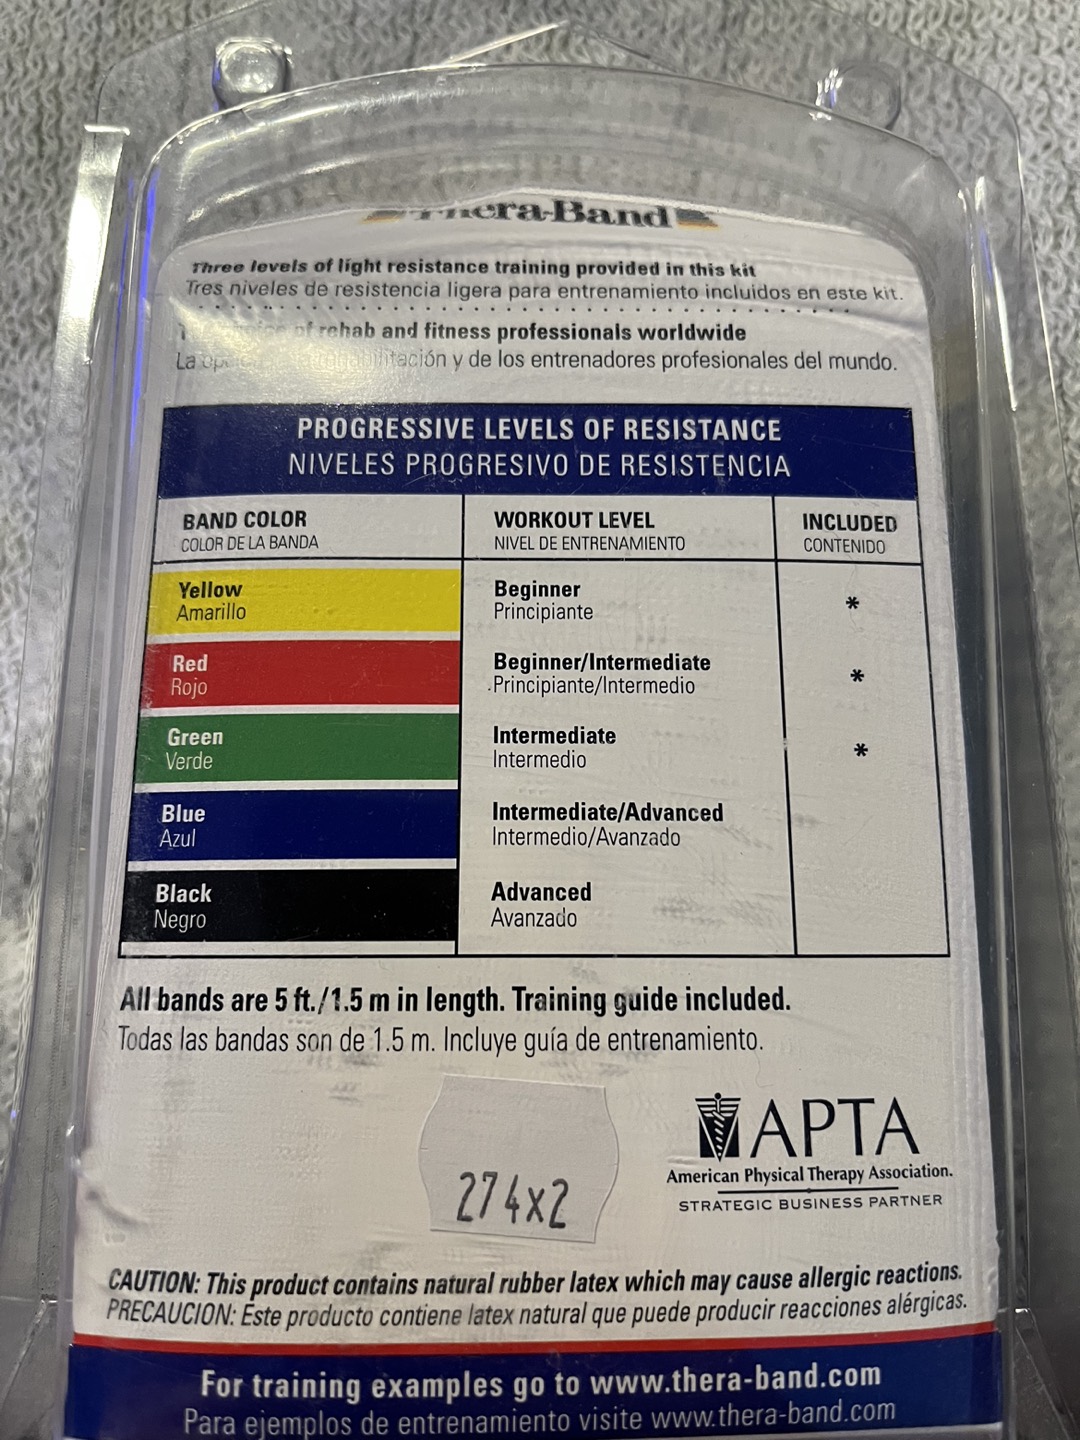 Thera-Band
Three levels of light resistance training provided in this kit
Tres niveles de resistencia ligera para entrenamiento incluidos en este kit.
of rehab and fitness professionals worldwide
La y de los entrenadores profesionales del mundo.
PROGRESSIVE LEVELS OF RESISTANCE
NIVELES PROGRESIVO DE RESISTENCIA
BAND COLOR WORKOUT LEVEL INCLUDED
COLOR DE LA BANDA NIVEL DE ENTRENAMIENTO CONTENIDO
Yellow Beginner *
Amarillo Principiante
Red Beginner/Intermediate *
Rojo Principiante/Intermedio
Green Intermediate *
Verde Intermedio
Blue Intermediate/Advanced
Azul Intermedio/Avanzado
Black Advanced
Negro Avanzado
All bands are 5 ft./1.5 m in length. Training guide included.
Todas las bandas son de 1.5 m. Incluye guía de entrenamiento.
274x2
APTA
American Physical Therapy Association.
STRATEGIC BUSINESS PARTNER
CAUTION: This product contains natural rubber latex which may cause allergic reactions.
PRECAUCION: Este producto contiene latex natural que puede producir reacciones alérgicas.
For training examples go to www.thera-band.com
Para ejemplos de entrenamiento visite www.thera-band.com